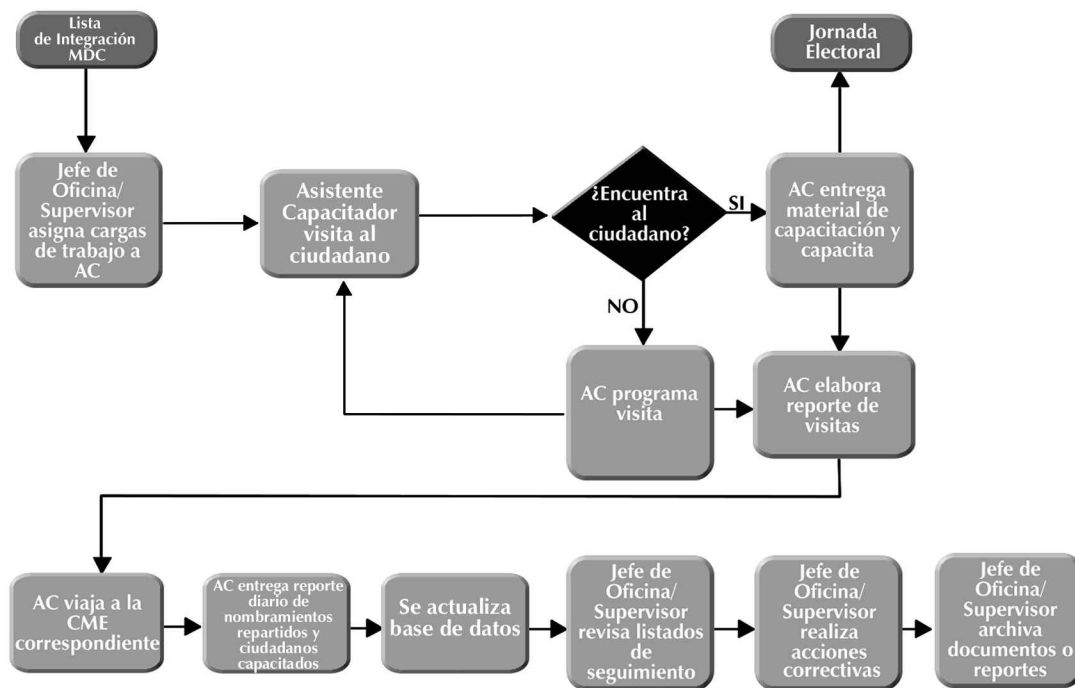 Lista
de Integración
MDC
Jornada
Electoral
Jefe de
Oficina/
Supervisor
asigna cargas
de trabajo a
AC
Asistente
Capacitador
visita al
ciudadano
¿Encuentra
al
ciudadano?
SI
AC entrega
material de
capacitación y
capacita
NO
AC programa
visita
AC elabora
reporte de
visitas
AC viaja a la
CME
correspondiente
AC entrega reporte
diario de
nombramientos
repartidos y
ciudadanos
capacitados
Se actualiza
base de datos
Jefe de
Oficina/
Supervisor
revisa listados
de
seguimiento
Jefe de
Oficina/
Supervisor
realiza
acciones
correctivas
Jefe de
Oficina/
Supervisor
archiva
documentos o
reportes